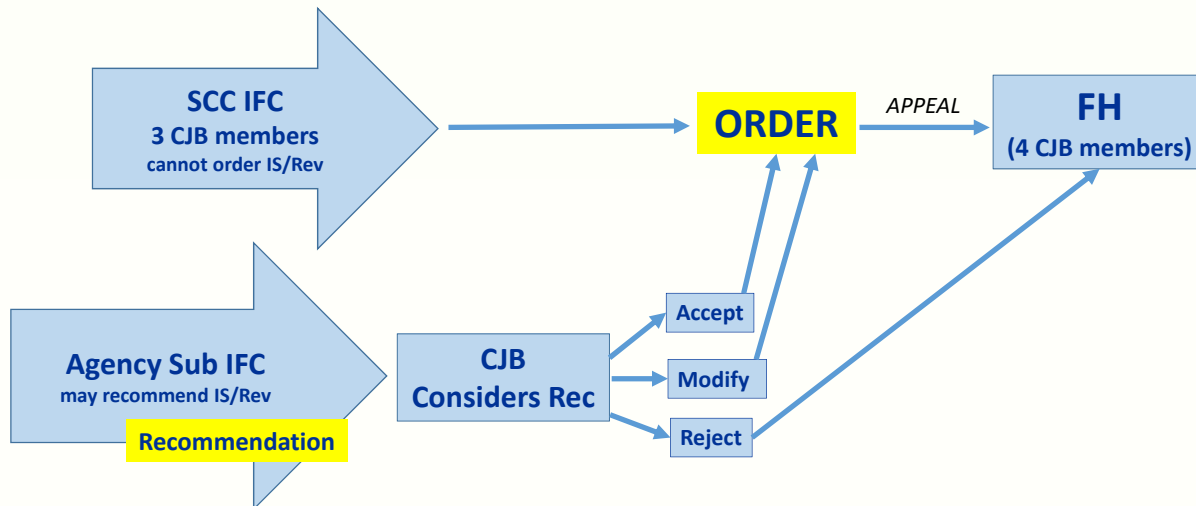 SCC IFC
3 CJB members
cannot order IS/Rev
ORDER
APPEAL
FH
(4 CJB members)
Agency Sub IFC
may recommend IS/Rev
Recommendation
CJB
Considers Rec
Accept
Modify
Reject